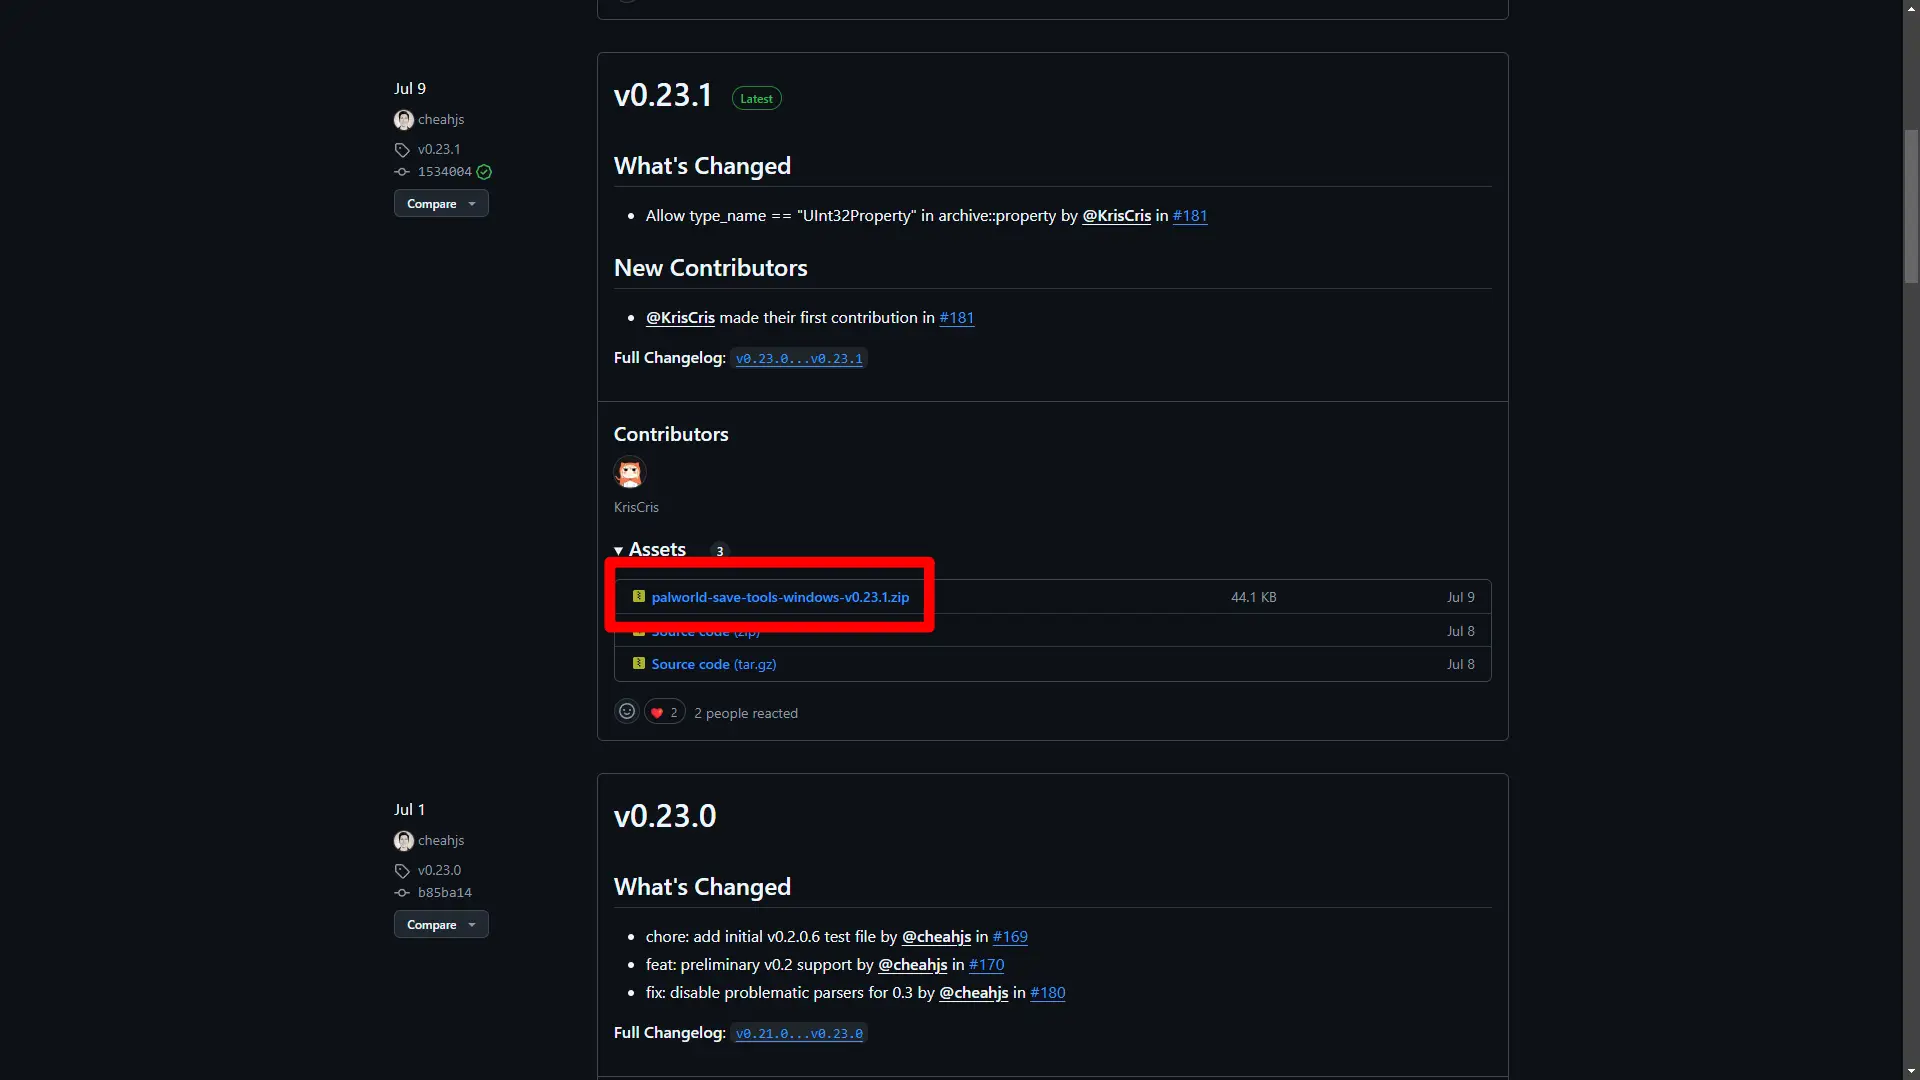 Jul 9
cheahjs
v0.23.1
1534004
Compare
v0.23.1 Latest
What's Changed
Allow type_name == "UInt32Property" in archive::property by @KrisCris in #181
New Contributors
@KrisCris made their first contribution in #181
Full Changelog: v0.23.0...v0.23.1
Contributors
KrisCris
Assets 3
palworld-save-tools-windows-v0.23.1.zip 44.1 KB Jul 9
Source code (zip) Jul 8
Source code (tar.gz) Jul 8
2 2 people reacted
Jul 1
cheahjs
v0.23.0
b85ba14
Compare
v0.23.0
What's Changed
chore: add initial v0.2.0.6 test file by @cheahjs in #169
feat: preliminary v0.2 support by @cheahjs in #170
fix: disable problematic parsers for 0.3 by @cheahjs in #180
Full Changelog: v0.21.0...v0.23.0